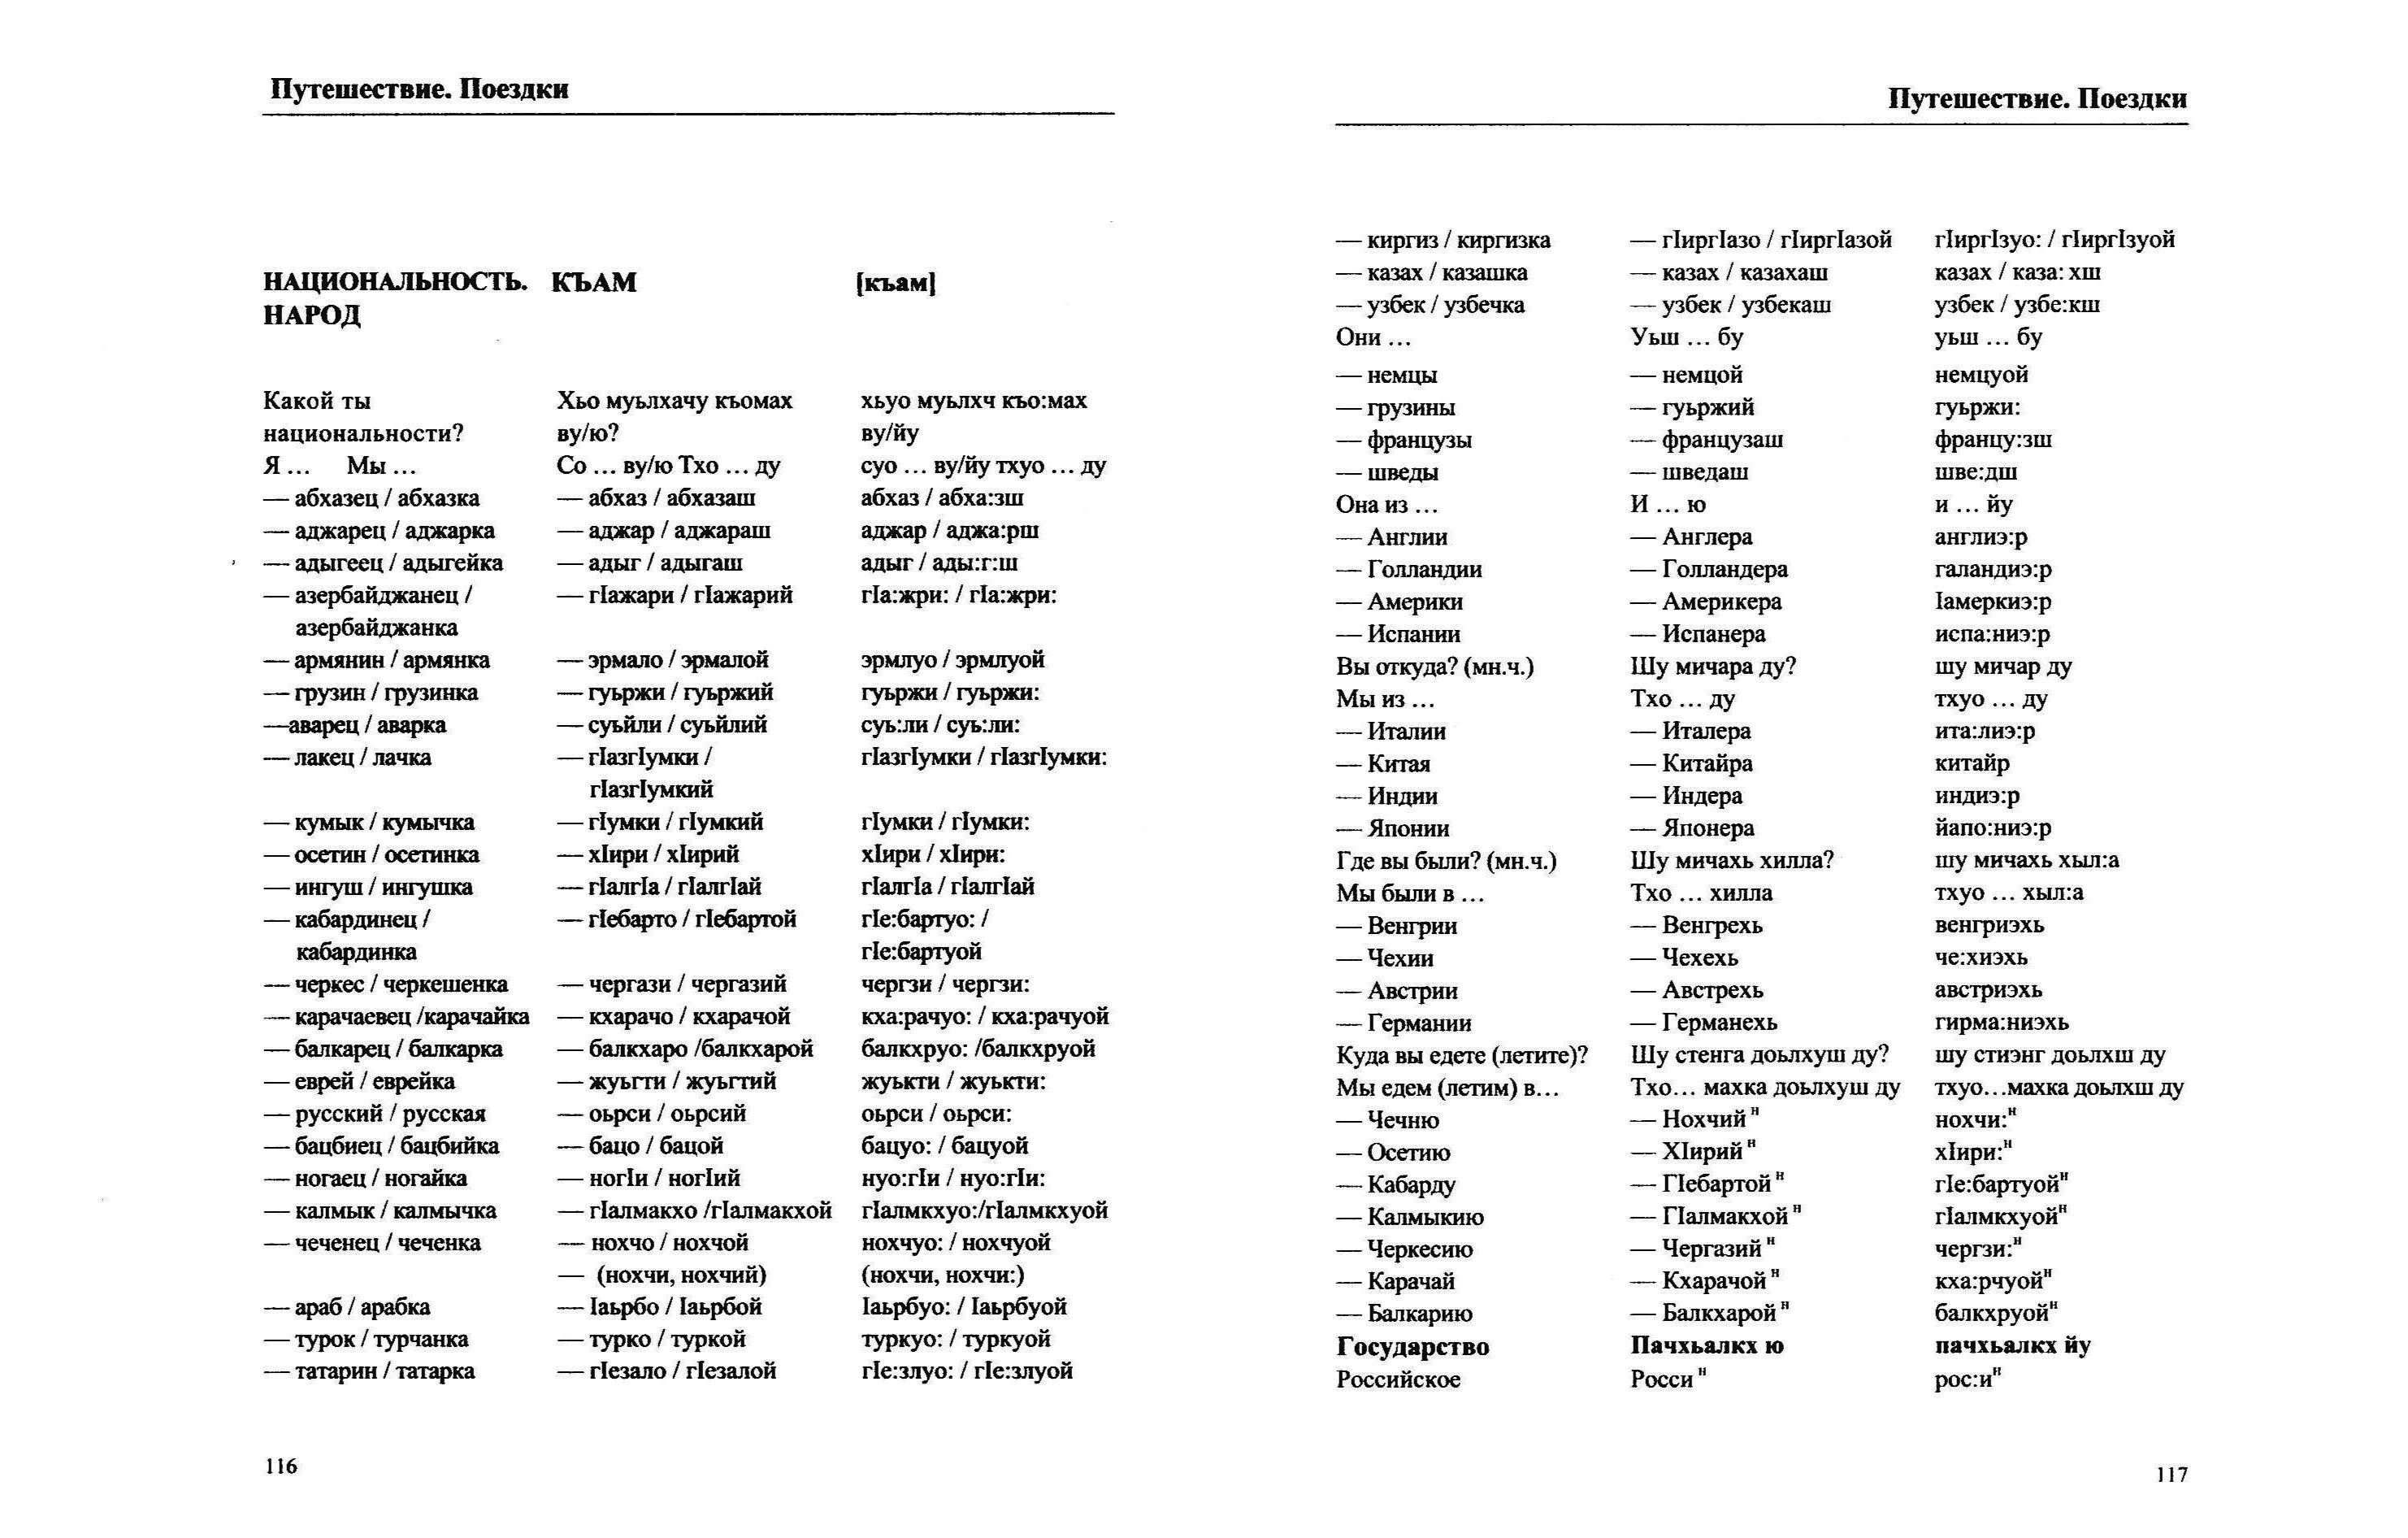 Путешествие. Поездки
НАЦИОНАЛЬНОСТЬ. КЪАМ [къам]
НАРОД
Какой ты Хьо муьлхачу къомах хьуо муьлхч къо:мах
национальности? ву/ю? ву/йу
Я ... Мы ... Со ... ву/ю Тхо ... ду суо ... ву/йу тхуо ... ду
— абхазец / абхазка — абхаз / абхазаш абхаз / абха:зш
— аджарец / аджарка — аджар / аджараш аджар / аджа:рш
— адыгеец / адыгейка — адыг / адыгаш адыг / ады:г:ш
— азербайджанец / — гІажари / гІажарий гІа:жри: / гІа:жри:
азербайджанка
— армянин / армянка — эрмало / эрмалой эрмлуо / эрмлуой
— грузин / грузинка — гуьржи / гуьржий гуьржи / гуьржи:
—аварец / аварка — суьйли / суьйлий суь:ли / суь:ли:
— лакец / лачка — гІазгІумки / гІазгІумки / гІазгІумки:
гІазгІумкий
— кумык / кумычка — гІумки / гІумкий гІумки / гІумки:
— осетин / осетинка — хІири / хІирий хІири / хІири:
— ингуш / ингушка — гІалгІа / гІалгІай гІалгІа / гІалгІай
— кабардинец / — гІебарто / гІебартой гІе:бартуо: /
кабардинка гІе:бартуой
— черкес / черкешенка — чергази / чергазий чергзи / чергзи:
— карачаевец /карачайка — кхарачо / кхарачой кха:рачуо: / кха:рачуой
— балкарец / балкарка — балкхаро /балкхарой балкхруо: /балкхруой
— еврей / еврейка — жуьгти / жуьгтий жуькти / жуькти:
— русский / русская — оьрси / оьрсий оьрси / оьрси:
— бацбиец / бацбийка — бацо / бацой бацуо: / бацуой
— ногаец / ногайка — ногІи / ногІий нуо:гІи / нуо:гІи:
— калмык / калмычка — гІалмакхо /гІалмакхой гІалмкхуо:/гІалмкхуой
— чеченец / чеченка — нохчо / нохчой нохчуо: / нохчуой
— (нохчи, нохчий) (нохчи, нохчи:)
— араб / арабка — Іаьрбо / Іаьрбой Іаьрбуо: / Іаьрбуой
— турок / турчанка — турко / туркой туркуо: / туркуой
— татарин / татарка — гІезало / гІезалой гІе:злуо: / гІе:злуой
116
Путешествие. Поездки
— киргиз / киргизка — гІиргІазо / гІиргІазой гІиргІзуо: / гІиргІзуой
— казах / казашка — казах / казахаш казах / каза: хш
— узбек / узбечка — узбек / узбекаш узбек / узбе:кш
Они ... Уьш ... бу уьш ... бу
— немцы — немцой немцуой
— грузины — гуьржий гуьржи:
— французы — французаш францу:зш
— шведы — шведаш шве:дш
Она из ... И ... ю и ... йу
— Англии — Англера англиэ:р
— Голландии — Голландера галандиэ:р
— Америки — Америкера Іамеркиэ:р
— Испании — Испанера испа:ниэ:р
Вы откуда? (мн.ч.) Шу мичара ду? шу мичар ду
Мы из ... Тхо ... ду тхуо ... ду
— Италии — Италера ита:лиэ:р
— Китая — Китайра китайр
— Индии — Индера индиэ:р
— Японии — Японера йапо:ниэ:р
Где вы были? (мн.ч.) Шу мичахь хилла? шу мичахь хыл:а
Мы были в ... Тхо ... хилла тхуо ... хыл:а
— Венгрии — Венгрехь венгриэхь
— Чехии — Чехехь че:хиэхь
— Австрии — Австрехь австриэхь
— Германии — Германехь гирма:ниэхь
Куда вы едете (летите)? Шу стенга доьлхуш ду? шу стиэнг доьлхш ду
Мы едем (летим) в... Тхо... махка доьлхуш ду тхуо...махка доьлхш ду
— Чечню — Нохчий ᴴ нохчи:ᴴ
— Осетию — ХІирий ᴴ хІири:ᴴ
— Кабарду — ГІебартой ᴴ гІе:бартуойᴴ
— Калмыкию — ГІалмакхой ᴴ гІалмкхуойᴴ
— Черкесию — Чергазий ᴴ чергзи:ᴴ
— Карачай — Кхарачой ᴴ кха:рчуойᴴ
— Балкарию — Балкхарой ᴴ балкхруойᴴ
Государство Пачхьалкх ю пачхьалкх йу
Российское Росси ᴴ рос:иᴴ
117